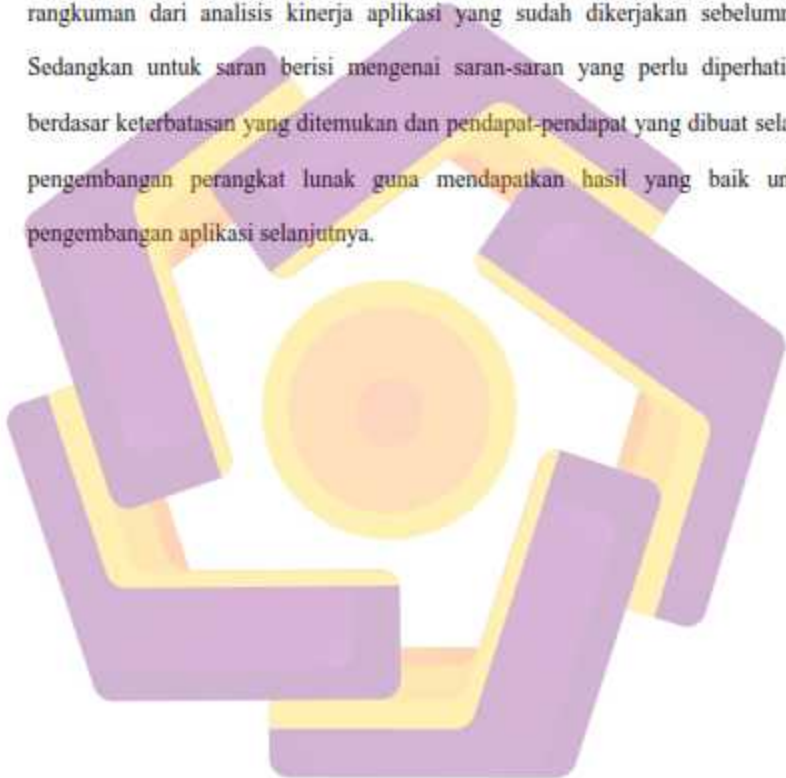 rangkuman dari analisis kinerja aplikasi yang sudah dikerjakan sebelumn
Sedangkan untuk saran berisi mengenai saran-saran yang perlu diperhati
berdasar keterbatasan yang ditemukan dan pendapat-pendapat yang dibuat sela
pengembangan perangkat lunak guna mendapatkan hasil yang baik un
pengembangan aplikasi selanjutnya.